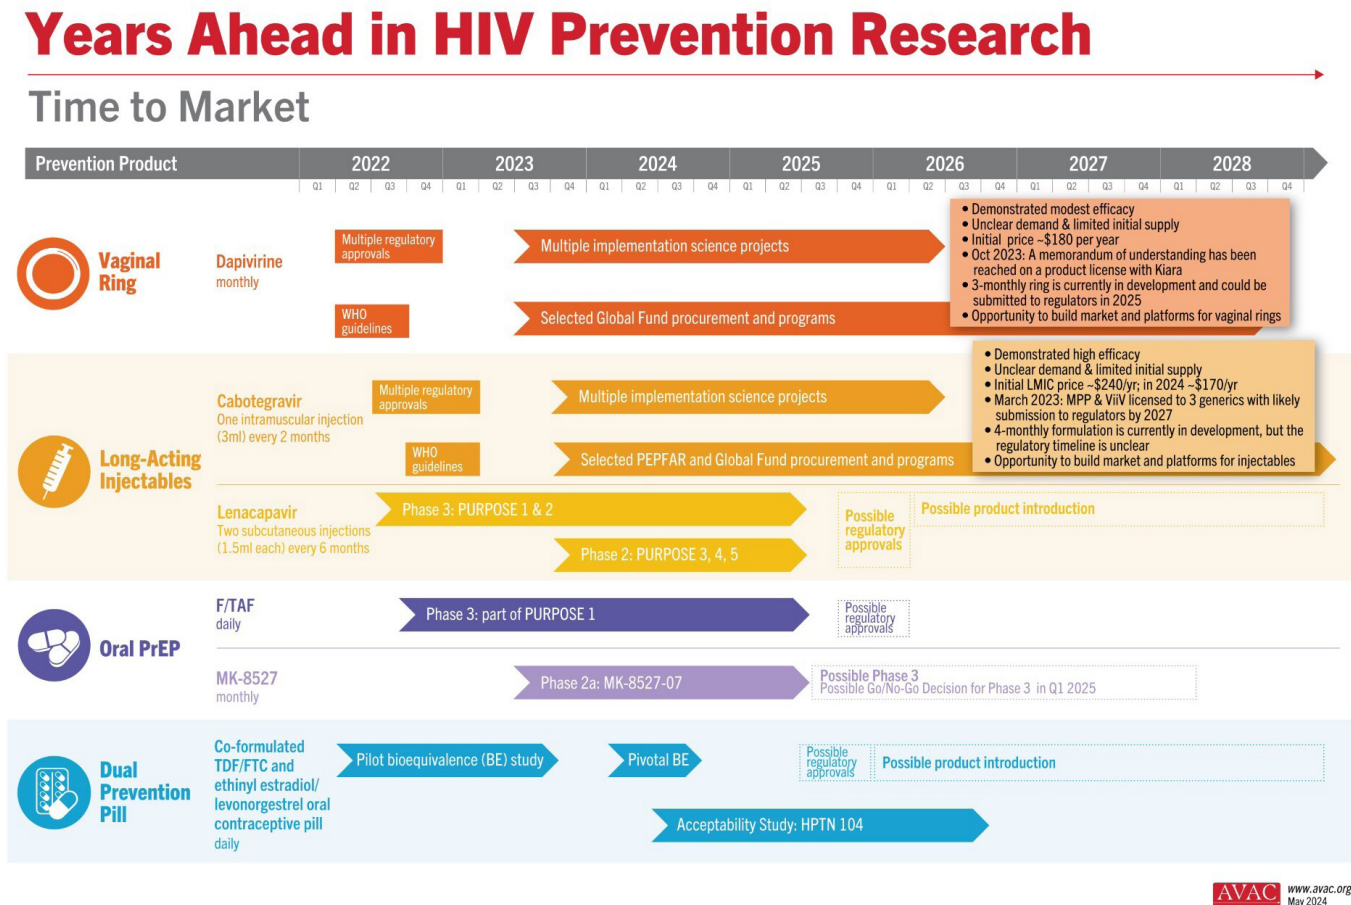 Years Ahead in HIV Prevention Research
Time to Market
Prevention Product 2022 2023 2024 2025 2026 2027 2028
Q1 Q2 Q3 Q4 Q1 Q2 Q3 Q4 Q1 Q2 Q3 Q4 Q1 Q2 Q3 Q4 Q1 Q2 Q3 Q4 Q1 Q2 Q3 Q4 Q1 Q2 Q3 Q4
Vaginal
Ring
Dapivirine
monthly
Multiple regulatory
approvals
Multiple implementation science projects
WHO
guidelines
Selected Global Fund procurement and programs
• Demonstrated modest efficacy
• Unclear demand & limited initial supply
• Initial price ~$180 per year
• Oct 2023: A memorandum of understanding has been
reached on a product license with Kiara
• 3-monthly ring is currently in development and could be
submitted to regulators in 2025
• Opportunity to build market and platforms for vaginal rings
Long-Acting
Injectables
Cabotegravir
One intramuscular injection
(3ml) every 2 months
Multiple regulatory
approvals
Multiple implementation science projects
WHO
guidelines
Selected PEPFAR and Global Fund procurement and programs
• Demonstrated high efficacy
• Unclear demand & limited initial supply
• Initial LMIC price ~$240/yr; in 2024 ~$170/yr
• March 2023: MPP & ViiV licensed to 3 generics with likely
submission to regulators by 2027
• 4-monthly formulation is currently in development, but the
regulatory timeline is unclear
• Opportunity to build market and platforms for injectables
Lenacapavir
Two subcutaneous injections
(1.5ml each) every 6 months
Phase 3: PURPOSE 1 & 2
Phase 2: PURPOSE 3, 4, 5
Possible
regulatory
approvals
Possible product introduction
Oral PrEP
F/TAF
daily
Phase 3: part of PURPOSE 1
Possible
regulatory
approvals
MK-8527
monthly
Phase 2a: MK-8527-07
Possible Phase 3
Possible Go/No-Go Decision for Phase 3 in Q1 2025
Dual
Prevention
Pill
Co-formulated
TDF/FTC and
ethinyl estradiol/
levonorgestrel oral
contraceptive pill
daily
Pilot bioequivalence (BE) study
Pivotal BE
Possible
regulatory
approvals
Possible product introduction
Acceptability Study: HPTN 104
AVAC
www.avac.org
May 2024